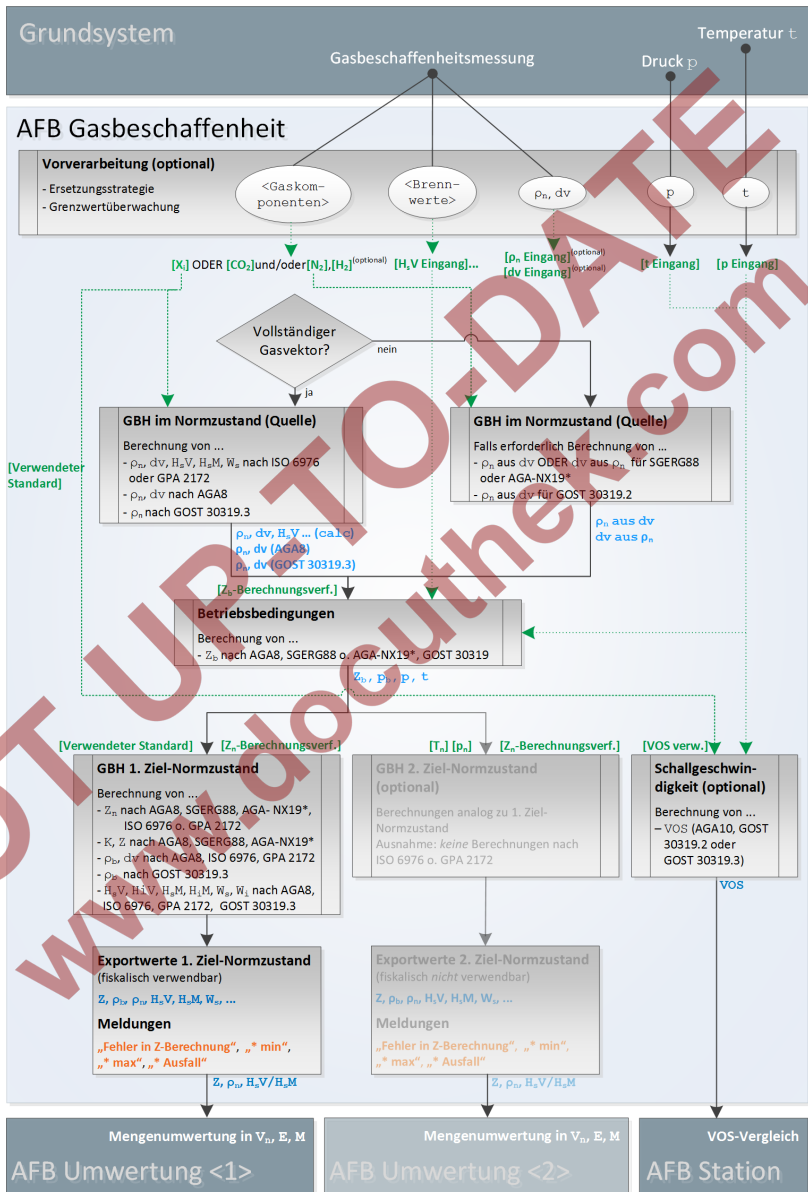 Grundsystem
Temperatur t
Gasbeschaffenheitsmessung
Druck p
AFB Gasbeschaffenheit
Vorverarbeitung (optional)
- Ersetzungsstrategie
- Grenzwertüberwachung
<Gaskom-
ponenten>
<Brenn-
werte>
ρn, dv
p
t
[Xi] ODER [CO2]und/oder[N2],[H2](optional)
[HsV Eingang]...
[ρn Eingang](optional)
[dv Eingang](optional)
[t Eingang]
[p Eingang]
Vollständiger
Gasvektor?
nein
ja
GBH im Normzustand (Quelle)
Berechnung von ...
- ρn, dv, HsV, HsM, Ws nach ISO 6976
oder GPA 2172
- ρn, dv nach AGA8
- ρn nach GOST 30319.3
GBH im Normzustand (Quelle)
Falls erforderlich Berechnung von ...
- ρn aus dv ODER dv aus ρn für SGERG88
oder AGA-NX19*
- ρn aus dv für GOST 30319.2
[Verwendeter
Standard]
ρn, dv, HsV ... (calc)
ρn, dv (AGA8)
ρn, dv (GOST 30319.3)
ρn aus dv
dv aus ρn
[Zb-Berechnungsverf.]
Betriebsbedingungen
Berechnung von ...
- Zb nach AGA8, SGERG88 o. AGA-NX19*, GOST 30319
Zb, ρb, p, t
[Verwendeter Standard]
[Zn-Berechnungsverf.]
[Tn] [pn]
[Zn-Berechnungsverf.]
[VOS verw.]
GBH 1. Ziel-Normzustand
Berechnung von ...
- Zn nach AGA8, SGERG88, AGA- NX19*,
ISO 6976 o. GPA 2172
- K, Z nach AGA8, SGERG88, AGA-NX19*
- ρb, dv nach AGA8, ISO 6976, GPA 2172
- ρb nach GOST 30319.3
- HsV, HiV, HsM, HiM, Ws, Wi nach AGA8,
ISO 6976, GPA 2172, GOST 30319.3
GBH 2. Ziel-Normzustand
(optional)
Berechnungen analog zu 1. Ziel-
Normzustand
Ausnahme: keine Berechnungen nach
ISO 6976 o. GPA 2172
Schallgeschwin-
digkeit (optional)
Berechnung von ...
– VOS (AGA10, GOST
30319.2 oder
GOST 30319.3)
VOS
Exportwerte 1. Ziel-Normzustand
(fiskalisch verwendbar)
Z, ρb, ρn, HsV, HsM, Ws, ...
Meldungen
„Fehler in Z-Berechnung“, „* min“,
„* max“, „* Ausfall“
Exportwerte 2. Ziel-Normzustand
(fiskalisch nicht verwendbar)
Z, ρb, ρn, HsV, HsM, Ws, ...
Meldungen
„Fehler in Z-Berechnung“, „* min“,
„* max“, „* Ausfall“
Z, ρn, HsV/HsM
Z, ρn, HsV/HsM
Mengenumwertung in Vn, E, M
AFB Umwertung <1>
Mengenumwertung in Vn, E, M
AFB Umwertung <2>
VOS-Vergleich
AFB Station
NOT UP-TO-DATE
www.docuthek.com